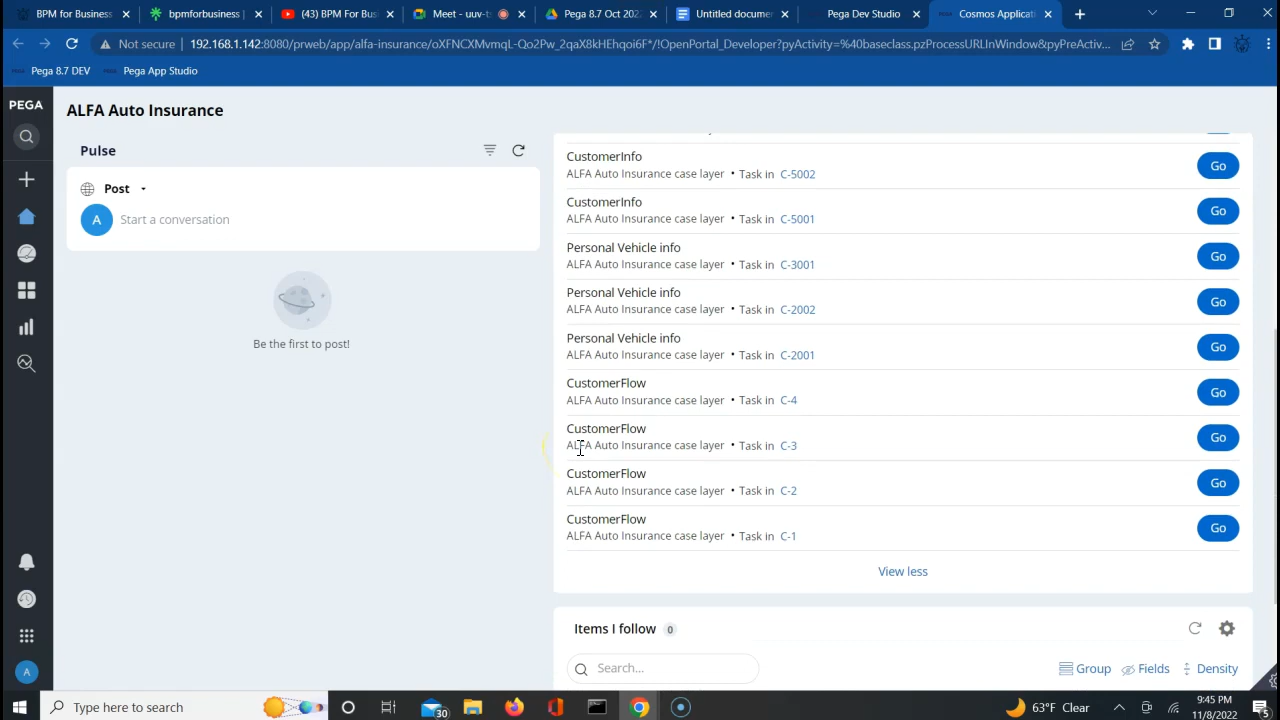 BPM for Business
bpmforbusiness |
(43) BPM For Bus
Meet - uuv-t
Pega 8.7 Oct 202
Untitled docume
Pega Dev Studio
Cosmos Applicati
Not secure | 192.168.1.142:8080/prweb/app/alfa-insurance/oXFNCXMvmqL-Qo2Pw_2qaX8kHEhqoi6F*/!OpenPortal_Developer?pyActivity=%40baseclass.pzProcessURLInWindow&pyPreActiv...
PEGA Pega 8.7 DEV
PEGA Pega App Studio
PEGA
ALFA Auto Insurance
Pulse
Post
A
Start a conversation
Be the first to post!
CustomerInfo
ALFA Auto Insurance case layer • Task in C-5002
Go
CustomerInfo
ALFA Auto Insurance case layer • Task in C-5001
Go
Personal Vehicle info
ALFA Auto Insurance case layer • Task in C-3001
Go
Personal Vehicle info
ALFA Auto Insurance case layer • Task in C-2002
Go
Personal Vehicle info
ALFA Auto Insurance case layer • Task in C-2001
Go
CustomerFlow
ALFA Auto Insurance case layer • Task in C-4
Go
CustomerFlow
ALFA Auto Insurance case layer • Task in C-3
Go
CustomerFlow
ALFA Auto Insurance case layer • Task in C-2
Go
CustomerFlow
ALFA Auto Insurance case layer • Task in C-1
Go
View less
Items I follow 0
Search...
Group
Fields
Density
A
Type here to search
30
63°F Clear
9:45 PM
11/8/2022
5